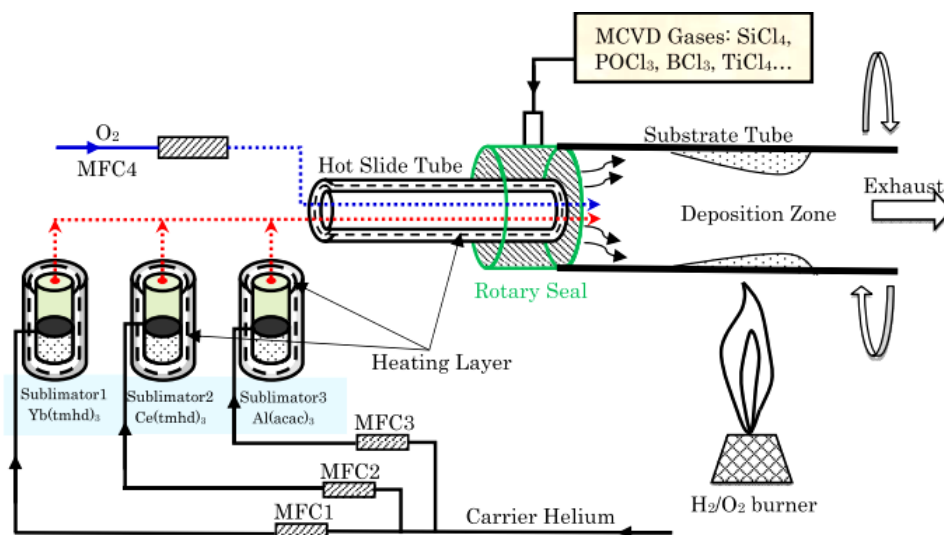 MCVD Gases: SiCl₄,
POCl₃, BCl₃, TiCl₄...
O₂
MFC4
Hot Slide Tube
Substrate Tube
Exhaust
Deposition Zone
Rotary Seal
Heating Layer
Sublimator1
Yb(tmhd)₃
Sublimator2
Ce(tmhd)₃
Sublimator3
Al(acac)₃
MFC3
MFC2
MFC1
Carrier Helium
H₂/O₂ burner